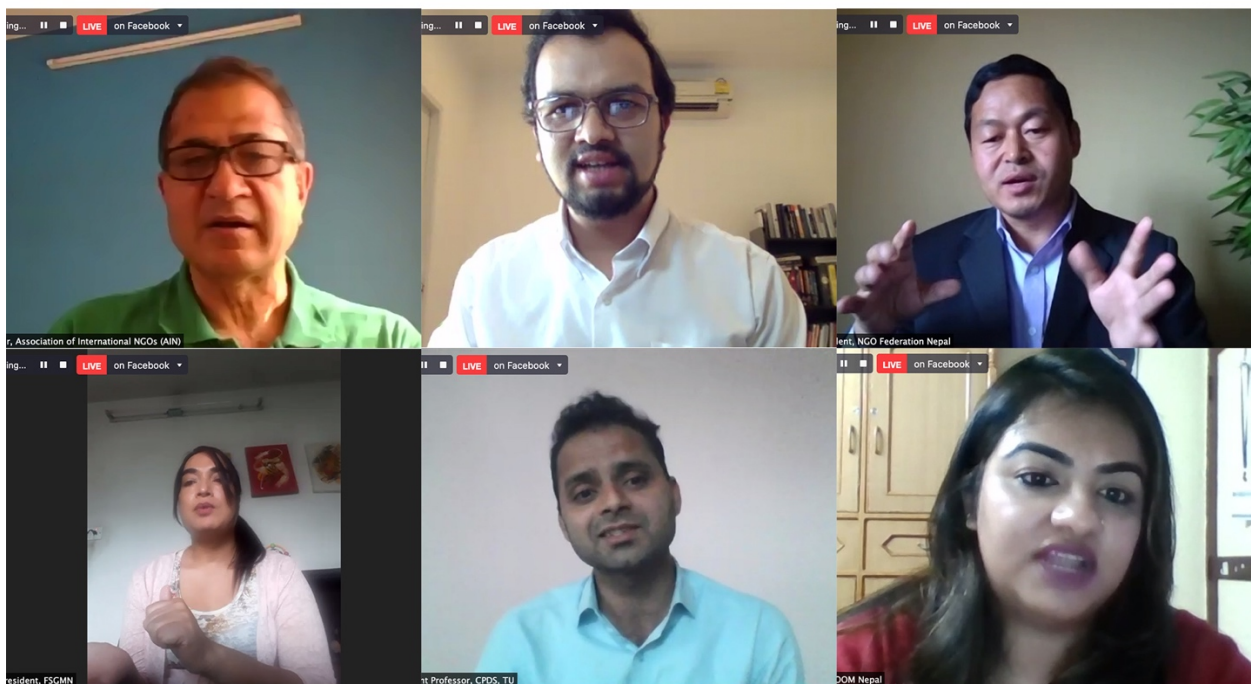 ing... LIVE on Facebook
ing... LIVE on Facebook
ing... LIVE on Facebook
r, Association of International NGOs (AIN)
ent, NGO Federation Nepal
ing... LIVE on Facebook
LIVE on Facebook
LIVE on Facebook
resident, FSGMN
nt Professor, CPDS, TU
OOM Nepal